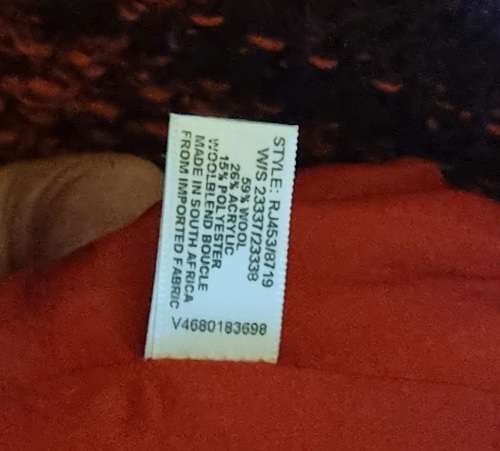 STYLE: RJ453/8719
W/S 23337/23338
59% WOOL
26% ACRYLIC
15% POLYESTER
WOOLBLEND BOUCLE
MADE IN SOUTH AFRICA
FROM IMPORTED FABRIC
V4680183690